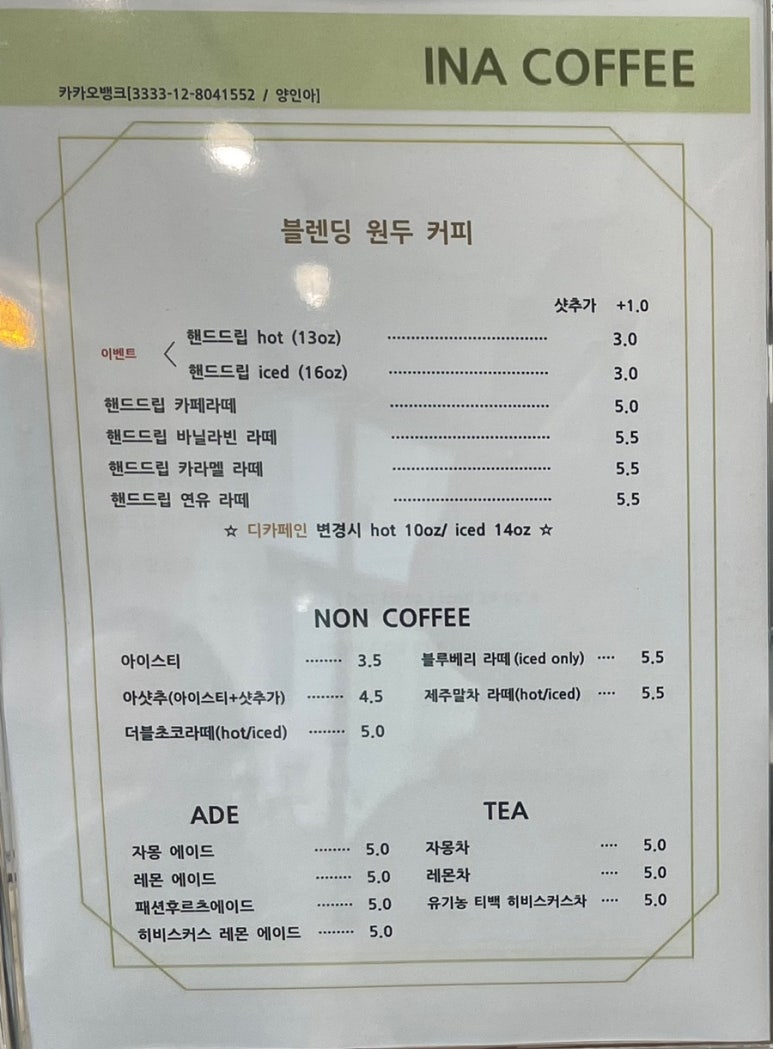 INA COFFEE
카카오뱅크[3333-12-8041552 / 양인아]
블렌딩 원두 커피
샷추가 +1.0
이벤트
핸드드립 hot (13oz) ................................. 3.0
핸드드립 iced (16oz) ................................. 3.0
핸드드립 카페라떼 ................................. 5.0
핸드드립 바닐라빈 라떼 ................................. 5.5
핸드드립 카라멜 라떼 ................................. 5.5
핸드드립 연유 라떼 ................................. 5.5
☆ 디카페인 변경시 hot 10oz/ iced 14oz ☆
NON COFFEE
아이스티 ........ 3.5
아샷추(아이스티+샷추가) ........ 4.5
더블초코라떼(hot/iced) ........ 5.0
블루베리 라떼 (iced only) .... 5.5
제주말차 라떼(hot/iced) .... 5.5
ADE
자몽 에이드 ........ 5.0
레몬 에이드 ........ 5.0
패션후르츠에이드 ........ 5.0
히비스커스 레몬 에이드 ........ 5.0
TEA
자몽차 .... 5.0
레몬차 .... 5.0
유기농 티백 히비스커스차 .... 5.0